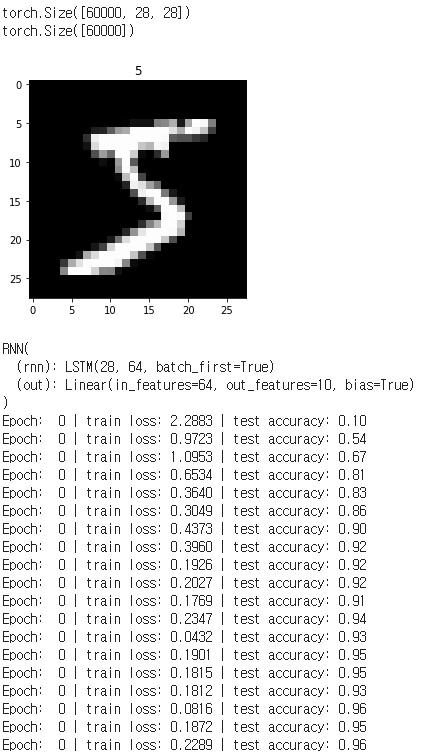 torch.Size([60000, 28, 28])
torch.Size([60000])
5
0
5
10
15
20
25
0 5 10 15 20 25
RNN(
  (rnn): LSTM(28, 64, batch_first=True)
  (out): Linear(in_features=64, out_features=10, bias=True)
)
Epoch:  0 | train loss: 2.2883 | test accuracy: 0.10
Epoch:  0 | train loss: 0.9723 | test accuracy: 0.54
Epoch:  0 | train loss: 1.0953 | test accuracy: 0.67
Epoch:  0 | train loss: 0.6534 | test accuracy: 0.81
Epoch:  0 | train loss: 0.3640 | test accuracy: 0.83
Epoch:  0 | train loss: 0.3049 | test accuracy: 0.86
Epoch:  0 | train loss: 0.4373 | test accuracy: 0.90
Epoch:  0 | train loss: 0.3960 | test accuracy: 0.92
Epoch:  0 | train loss: 0.1926 | test accuracy: 0.92
Epoch:  0 | train loss: 0.2027 | test accuracy: 0.92
Epoch:  0 | train loss: 0.1769 | test accuracy: 0.91
Epoch:  0 | train loss: 0.2347 | test accuracy: 0.94
Epoch:  0 | train loss: 0.0432 | test accuracy: 0.93
Epoch:  0 | train loss: 0.1901 | test accuracy: 0.95
Epoch:  0 | train loss: 0.1815 | test accuracy: 0.95
Epoch:  0 | train loss: 0.1812 | test accuracy: 0.93
Epoch:  0 | train loss: 0.0816 | test accuracy: 0.96
Epoch:  0 | train loss: 0.1872 | test accuracy: 0.95
Epoch:  0 | train loss: 0.2289 | test accuracy: 0.96